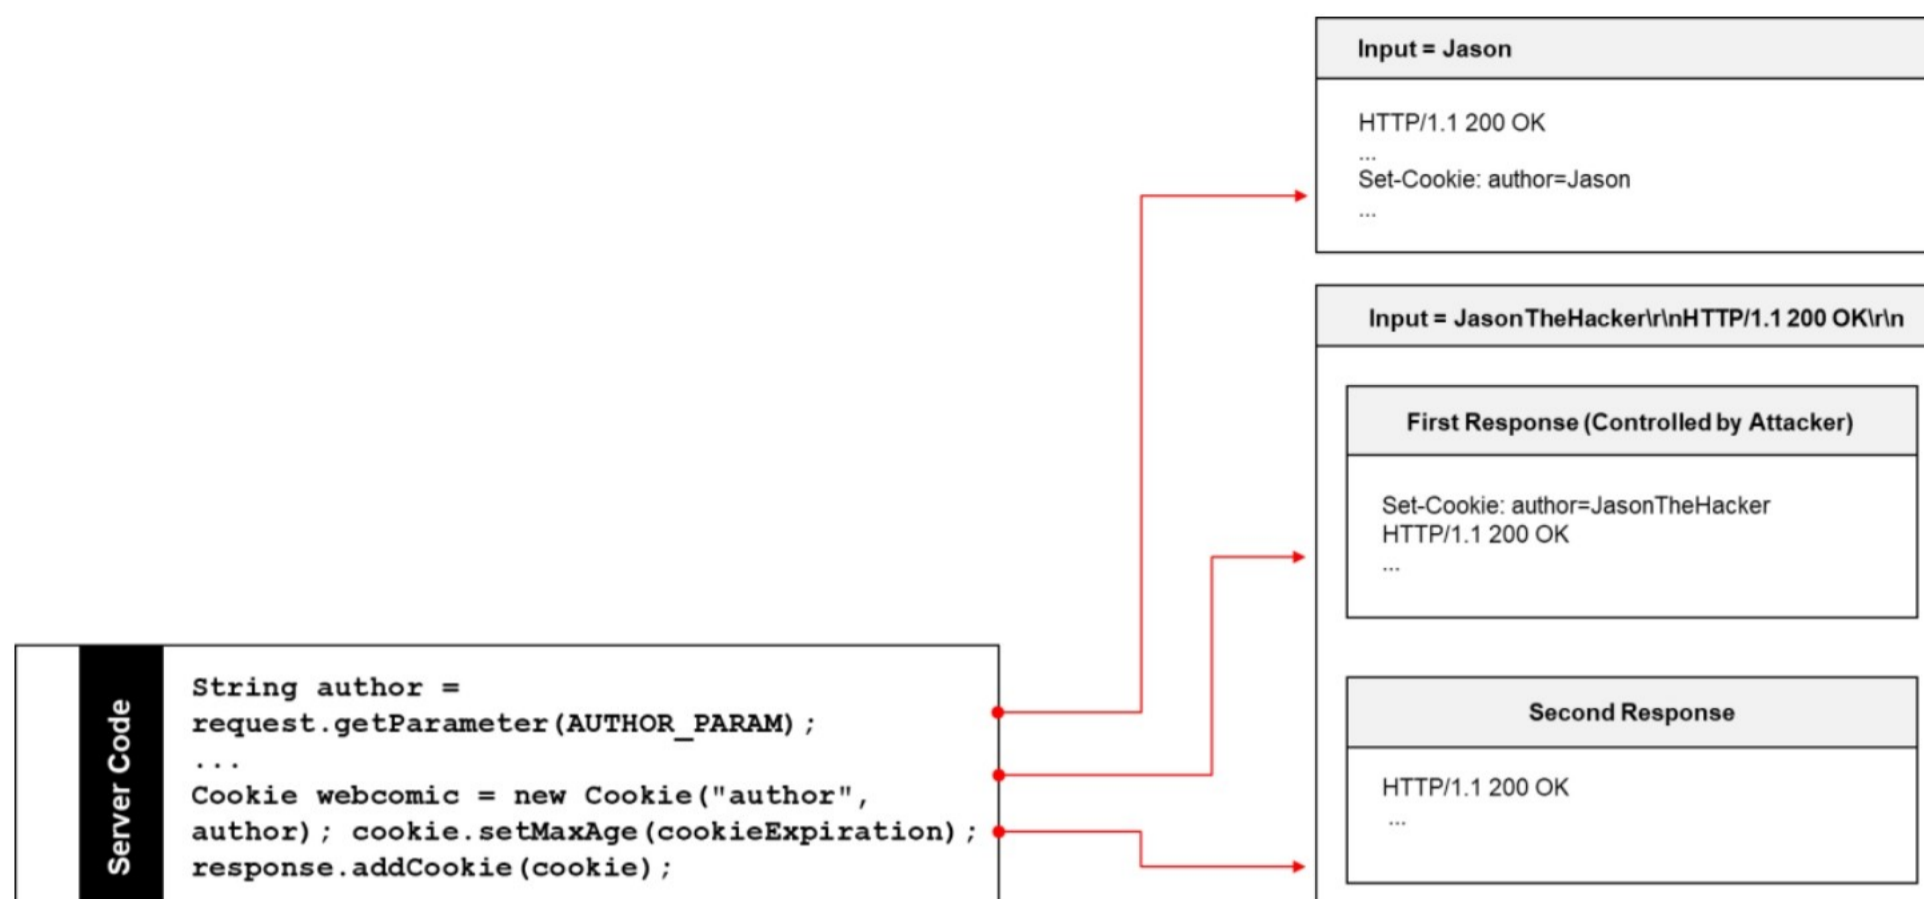 Input = Jason
HTTP/1.1 200 OK
...
Set-Cookie: author=Jason
...
Input = JasonTheHacker\r\nHTTP/1.1 200 OK\r\n
First Response (Controlled by Attacker)
Set-Cookie: author=JasonTheHacker
HTTP/1.1 200 OK
...
Second Response
HTTP/1.1 200 OK
...
Server Code
String author =
request.getParameter(AUTHOR_PARAM);
...
Cookie webcomic = new Cookie("author",
author); cookie.setMaxAge(cookieExpiration);
response.addCookie(cookie);